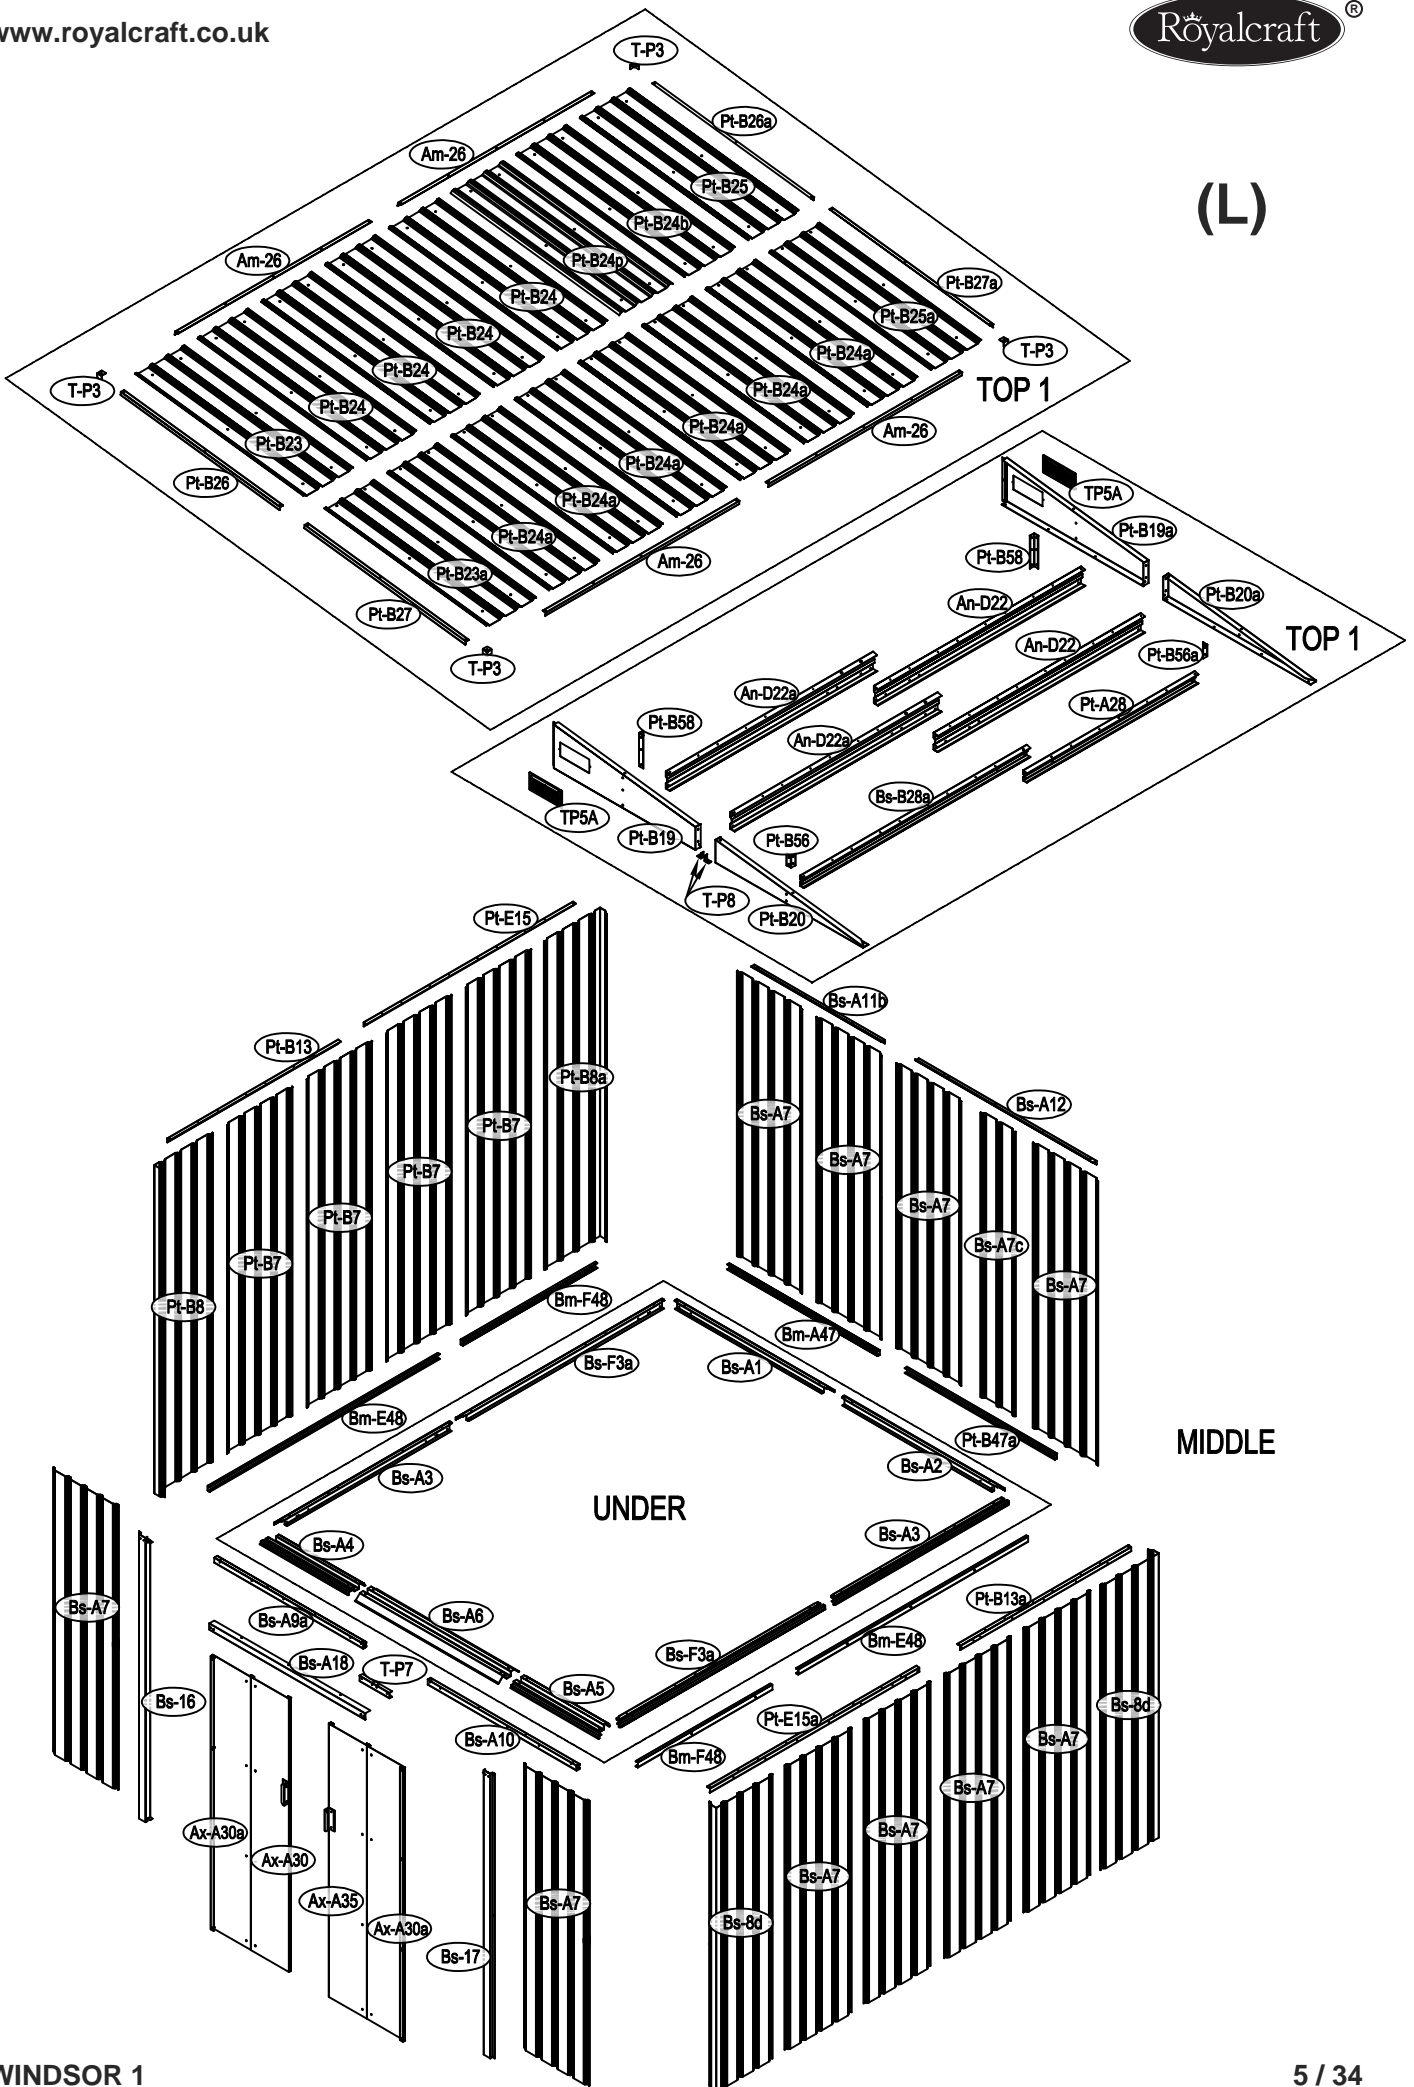 www.royalcraft.co.uk
Royalcraft ®
(L)
T-P3
Pt-B26a
Am-26
Pt-B25
Pt-B24b
Pt-B24p
Am-26
Pt-B27a
Pt-B24
Pt-B25a
Pt-B24
Pt-B24a
T-P3
Pt-B24
T-P3
Pt-B24a
TOP 1
Pt-B24
Pt-B24a
Am-26
Pt-B23
Pt-B24a
Pt-B26
Pt-B24a
Pt-B24a
Am-26
Pt-B23a
Pt-B27
T-P3
TP5A
Pt-B19a
Pt-B58
An-D22
Pt-B20a
An-D22
TOP 1
Pt-B56a
An-D22a
Pt-A28
Pt-B58
An-D22a
Bs-B28a
TP5A
Pt-B19
Pt-B56
T-P8
Pt-B20
Pt-E15
Pt-B13
Pt-B8a
Pt-B7
Pt-B7
Pt-B7
Pt-B7
Pt-B8
Bs-A11b
Bs-A12
Bs-A7
Bs-A7
Bs-A7
Bs-A7c
Bs-A7
Bm-F48
Bm-A47
Bs-F3a
Bs-A1
Bm-E48
Pt-B47a
MIDDLE
Bs-A3
Bs-A2
UNDER
Bs-A4
Bs-A3
Bs-A7
Bs-A9a
Bs-A6
Pt-B13a
Bm-E48
Bs-A18
T-P7
Bs-F3a
Bs-A5
Bs-16
Bs-8d
Pt-E15a
Bs-A10
Bm-F48
Bs-A7
Bs-A7
Bs-A7
Bs-A7
Ax-A30a
Ax-A30
Ax-A35
Bs-A7
Ax-A30a
Bs-8d
Bs-17
WINDSOR 1
5 / 34